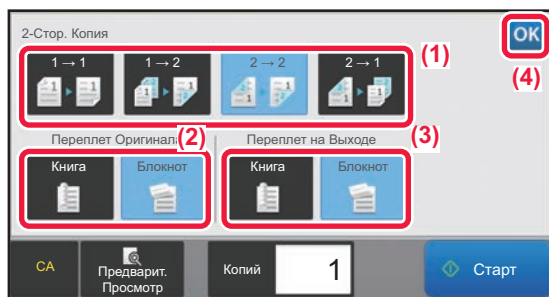 2-Стор. Копия
OK
(1)
(4)
1 → 1
1 → 2
2 → 2
2 → 1
Переплет Оригинала
(2)
Переплет на Выходе
(3)
Книга
Блокнот
Книга
Блокнот
CA
Предварит.
Просмотр
Копий
1
Старт